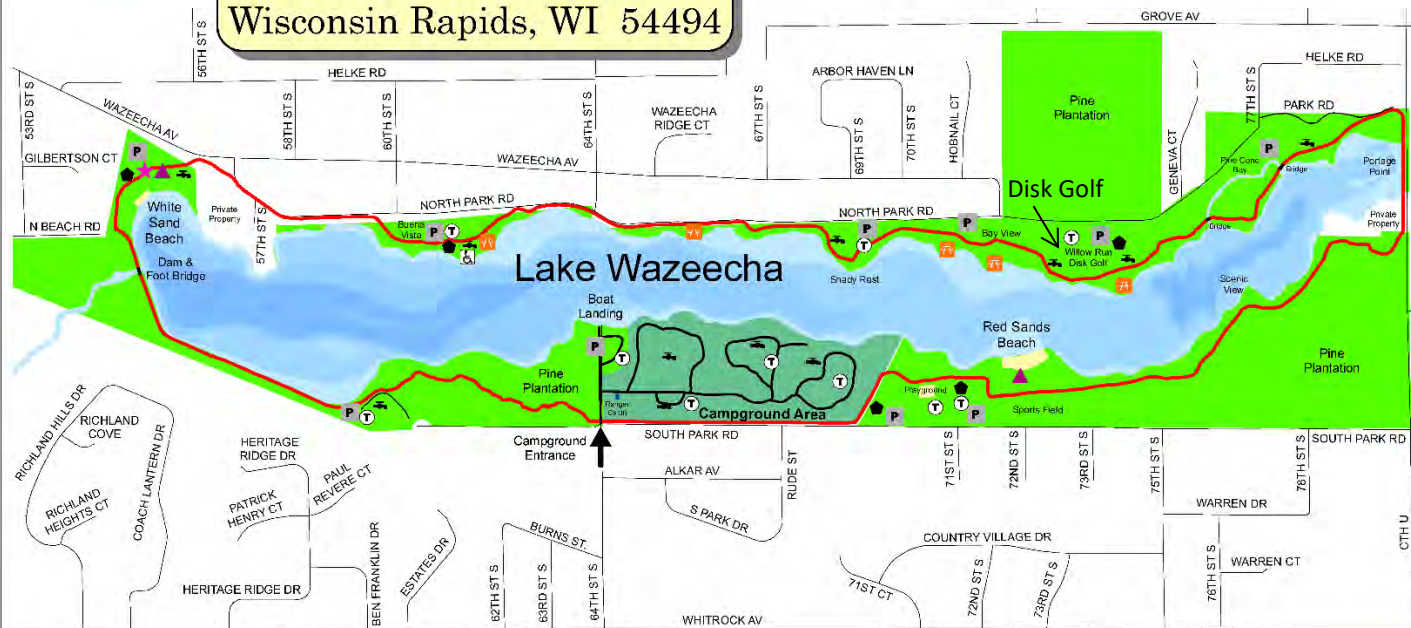 Wisconsin Rapids, WI 54494
GROVE AV
56TH ST S
HELKE RD
HELKE RD
ARBOR HAVEN LN
53RD ST S
WAZEECHA AV
58TH ST S
60TH ST S
64TH ST S
WAZEECHA
RIDGE CT
67TH ST S
69TH ST S
70TH ST S
HOBNAIL CT
Pine
Plantation
GENEVA CT
77TH ST S
PARK RD
GILBERTSON CT
P
WAZEECHA AV
P
Pine Cone
Bay
Bridge
Portage
Point
Disk Golf
White
Sand
Beach
Private
Property
57TH ST S
NORTH PARK RD
NORTH PARK RD
Private
Property
N BEACH RD
Buena
Vista
P
T
P
T
P
Bay View
T
P
Willow Run
Disk Golf
Bridge
Dam &
Foot Bridge
Lake Wazeecha
Shady Rest
Scenic
View
Boat
Landing
Red Sands
Beach
P
T
T
T
Pine
Plantation
Pine
Plantation
Ranger
Cabin
T
Campground Area
Playground
P
T
T
T
P
P
Sports Field
Campground
Entrance
SOUTH PARK RD
SOUTH PARK RD
RICHLAND HILLS DR
RICHLAND
COVE
COACH LANTERN DR
HERITAGE
RIDGE DR
PAUL
REVERE CT
ALKAR AV
RUDE ST
71ST ST S
72ND ST S
73RD ST S
75TH ST S
78TH ST S
RICHLAND
HEIGHTS CT
PATRICK
HENRY CT
S PARK DR
WARREN DR
CTH U
BURNS ST.
COUNTRY VILLAGE DR
ESTATES DR
WARREN CT
HERITAGE RIDGE DR
BEN FRANKLIN DR
62TH ST S
63RD ST S
64TH ST S
71ST CT
72ND ST S
73RD ST S
76TH ST S
WHITROCK AV